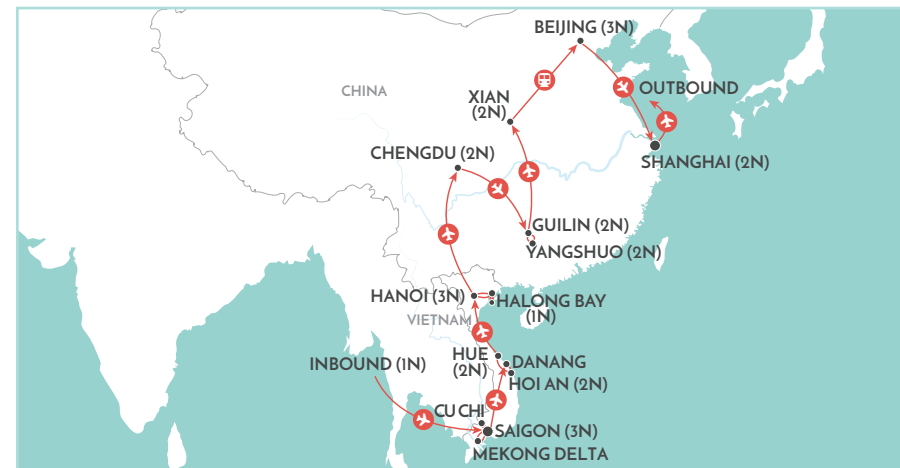 BEIJING (3N)
CHINA
OUTBOUND
XIAN
(2N)
CHENGDU (2N)
SHANGHAI (2N)
GUILIN (2N)
YANGSHUO (2N)
HANOI (3N)
HALONG BAY
(1N)
VIETNAM
HUE
(2N)
DANANG
HOI AN (2N)
INBOUND (1N)
CU CHI
SAIGON (3N)
MEKONG DELTA